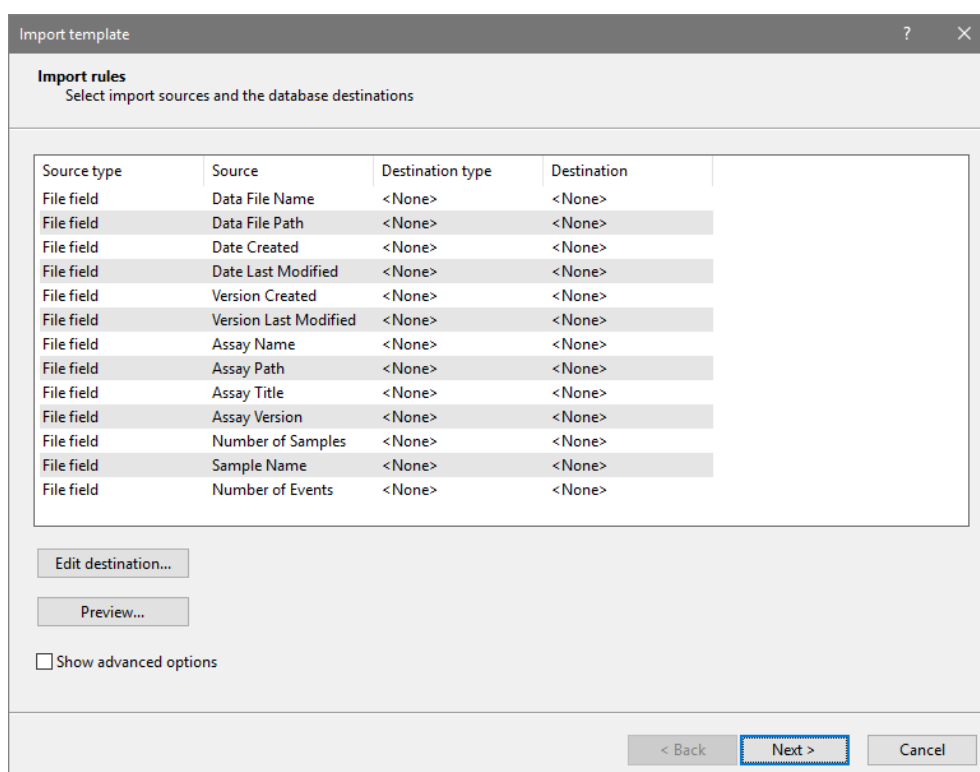 Import template ? ×
Import rules
Select import sources and the database destinations
Source type Source Destination type Destination
File field Data File Name <None> <None>
File field Data File Path <None> <None>
File field Date Created <None> <None>
File field Date Last Modified <None> <None>
File field Version Created <None> <None>
File field Version Last Modified <None> <None>
File field Assay Name <None> <None>
File field Assay Path <None> <None>
File field Assay Title <None> <None>
File field Assay Version <None> <None>
File field Number of Samples <None> <None>
File field Sample Name <None> <None>
File field Number of Events <None> <None>
Edit destination...
Preview...
Show advanced options
< Back Next > Cancel